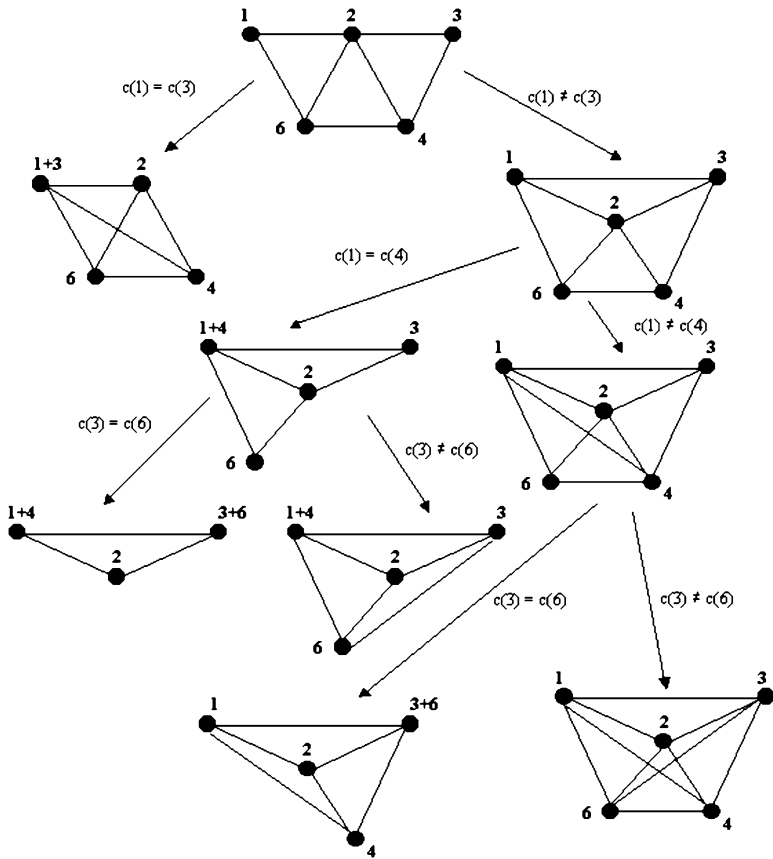 1 2 3
c(1) = c(3)
c(1) ≠ c(3)
6 4
1+3 2
1 3
2
6 4
c(1) = c(4)
6 4
c(1) ≠ c(4)
1+4 3
1 3
2
2
c(3) = c(6)
c(3) ≠ c(6)
6
6 4
1+4 3+6
1+4 3
2
2
c(3) = c(6)
c(3) ≠ c(6)
6
1 3
1 3+6
2
2
6 4
4